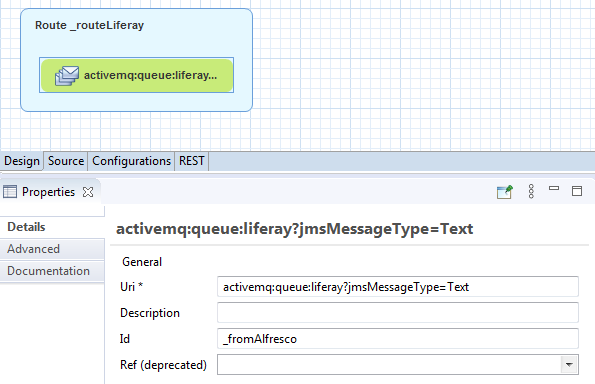 Route _routeLiferay
activemq:queue:liferay...
Design Source Configurations REST
Properties
Details
Advanced
Documentation
activemq:queue:liferay?jmsMessageType=Text
General
Uri * activemq:queue:liferay?jmsMessageType=Text
Description
Id _fromAlfresco
Ref (deprecated)